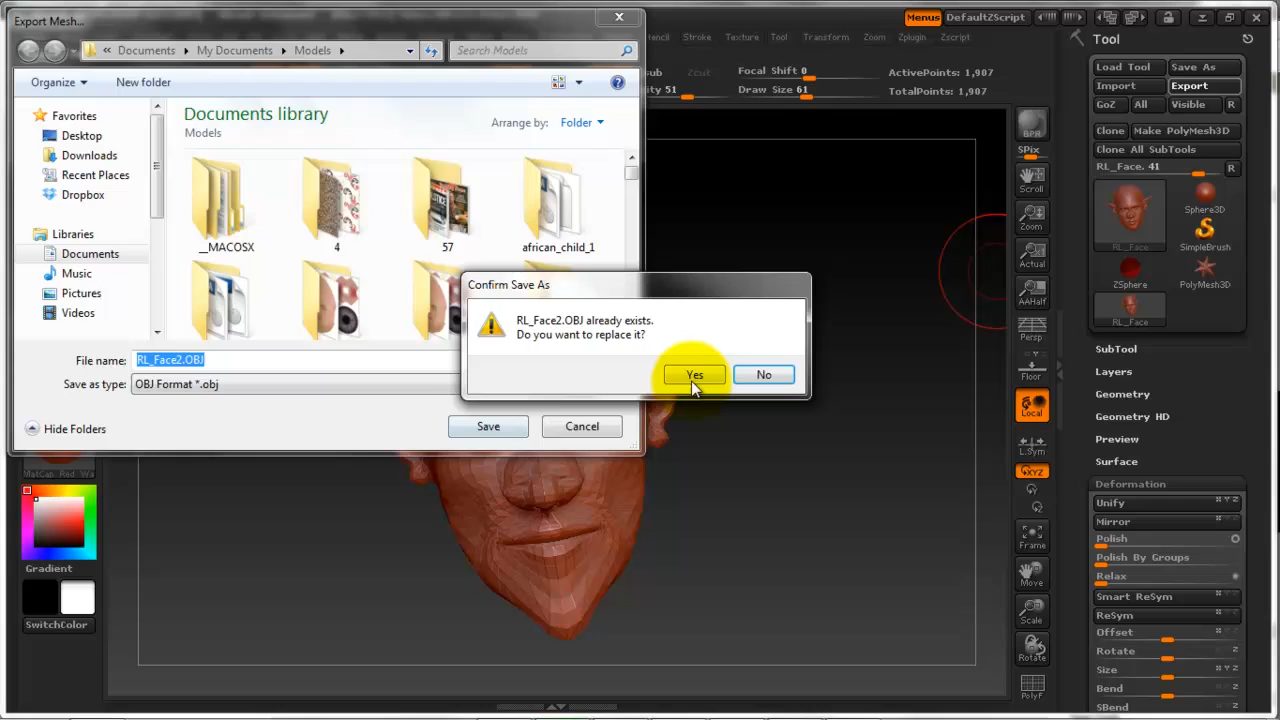 Export Mesh...
« Documents › My Documents › Models ›
Search Models
Organize
New folder
Favorites
Desktop
Downloads
Recent Places
Dropbox
Libraries
Documents
Music
Pictures
Videos
Documents library
Models
Arrange by: Folder
__MACOSX
4
57
african_child_1
File name: RL_Face2.OBJ
Save as type: OBJ Format *.obj
Hide Folders
Save
Cancel
Confirm Save As
RL_Face2.OBJ already exists.
Do you want to replace it?
Yes
No
Menus
DefaultZScript
Stroke
Texture
Tool
Transform
Zoom
Zplugin
Zscript
Zcut
Focal Shift 0
Draw Size 61
ActivePoints: 1,907
TotalPoints: 1,907
Gradient
SwitchColor
BPR
SPix
Scroll
Zoom
Actual
AAHalf
Persp
Floor
Local
L.Sym
XYZ
Frame
Move
Scale
Rotate
PolyF
Tool
Load Tool
Save As
Import
Export
GoZ
All
Visible
R
Clone
Make PolyMesh3D
Clone All SubTools
RL_Face. 41
R
RL_Face
Sphere3D
SimpleBrush
ZSphere
PolyMesh3D
RL_Face
SubTool
Layers
Geometry
Geometry HD
Preview
Surface
Deformation
Unify
Mirror
Polish
Polish By Groups
Relax
Smart ReSym
ReSym
Offset
Rotate
Size
Bend
SBend